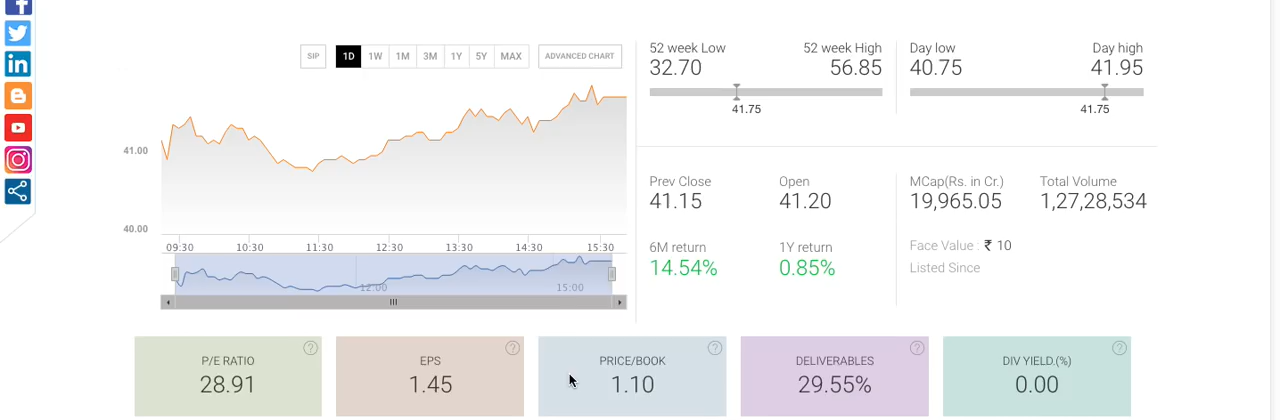 SIP 1D 1W 1M 3M 1Y 5Y MAX ADVANCED CHART
41.00
40.00
09:30 10:30 11:30 12:30 13:30 14:30 15:30
12:00 15:00
52 week Low 52 week High
32.70 56.85
41.75
Day low Day high
40.75 41.95
41.75
Prev Close Open
41.15 41.20
6M return 1Y return
14.54% 0.85%
MCap(Rs. in Cr.) Total Volume
19,965.05 1,27,28,534
Face Value : ₹ 10
Listed Since
P/E RATIO ?
28.91
EPS ?
1.45
PRICE/BOOK ?
1.10
DELIVERABLES ?
29.55%
DIV YIELD.(%) ?
0.00